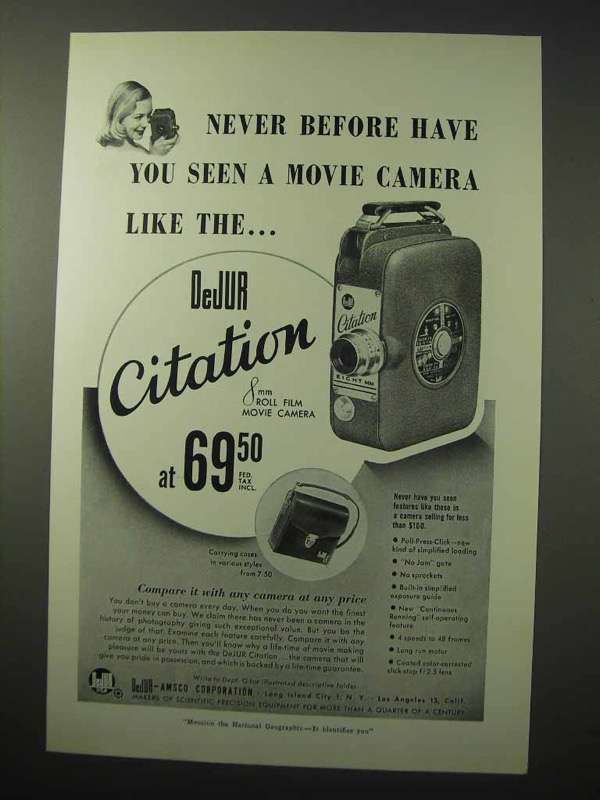 NEVER BEFORE HAVE
YOU SEEN A MOVIE CAMERA
LIKE THE...
DeJUR
Citation
8mm
ROLL FILM
MOVIE CAMERA
at 69 50
FED.
TAX
INCL.
Citation
EIGHT MM
Carrying cases
in various styles
from 7.50
Never have you seen
features like these in
a camera selling for less
than $100.
• Pull-Press-Click—new
kind of simplified loading
• "No Jam" gate
• No sprockets
• Built-in simplified
exposure guide
• New "Continuous
Running" self-operating
feature
• 4 speeds to 48 frames
• Long run motor
• Coated color-corrected
click stop f:2.5 lens
Compare it with any camera at any price
You don't buy a camera every day. When you do you want the finest
your money can buy. We claim there has never been a camera in the
history of photography giving such exceptional value. But you be the
judge of that. Examine each feature carefully. Compare it with any
camera at any price. Then you'll know why a life-time of movie making
pleasure will be yours with the DeJUR Citation ... the camera that will
give you pride in possession, and which is backed by a life-time guarantee.
Write to Dept. G for illustrated descriptive folder.
DeJUR
DeJUR-AMSCO CORPORATION - Long Island City 1, N. Y. - Los Angeles 15, Calif.
MAKERS OF SCIENTIFIC PRECISION EQUIPMENT FOR MORE THAN A QUARTER OF A CENTURY
"Mention the National Geographic—It identifies you"